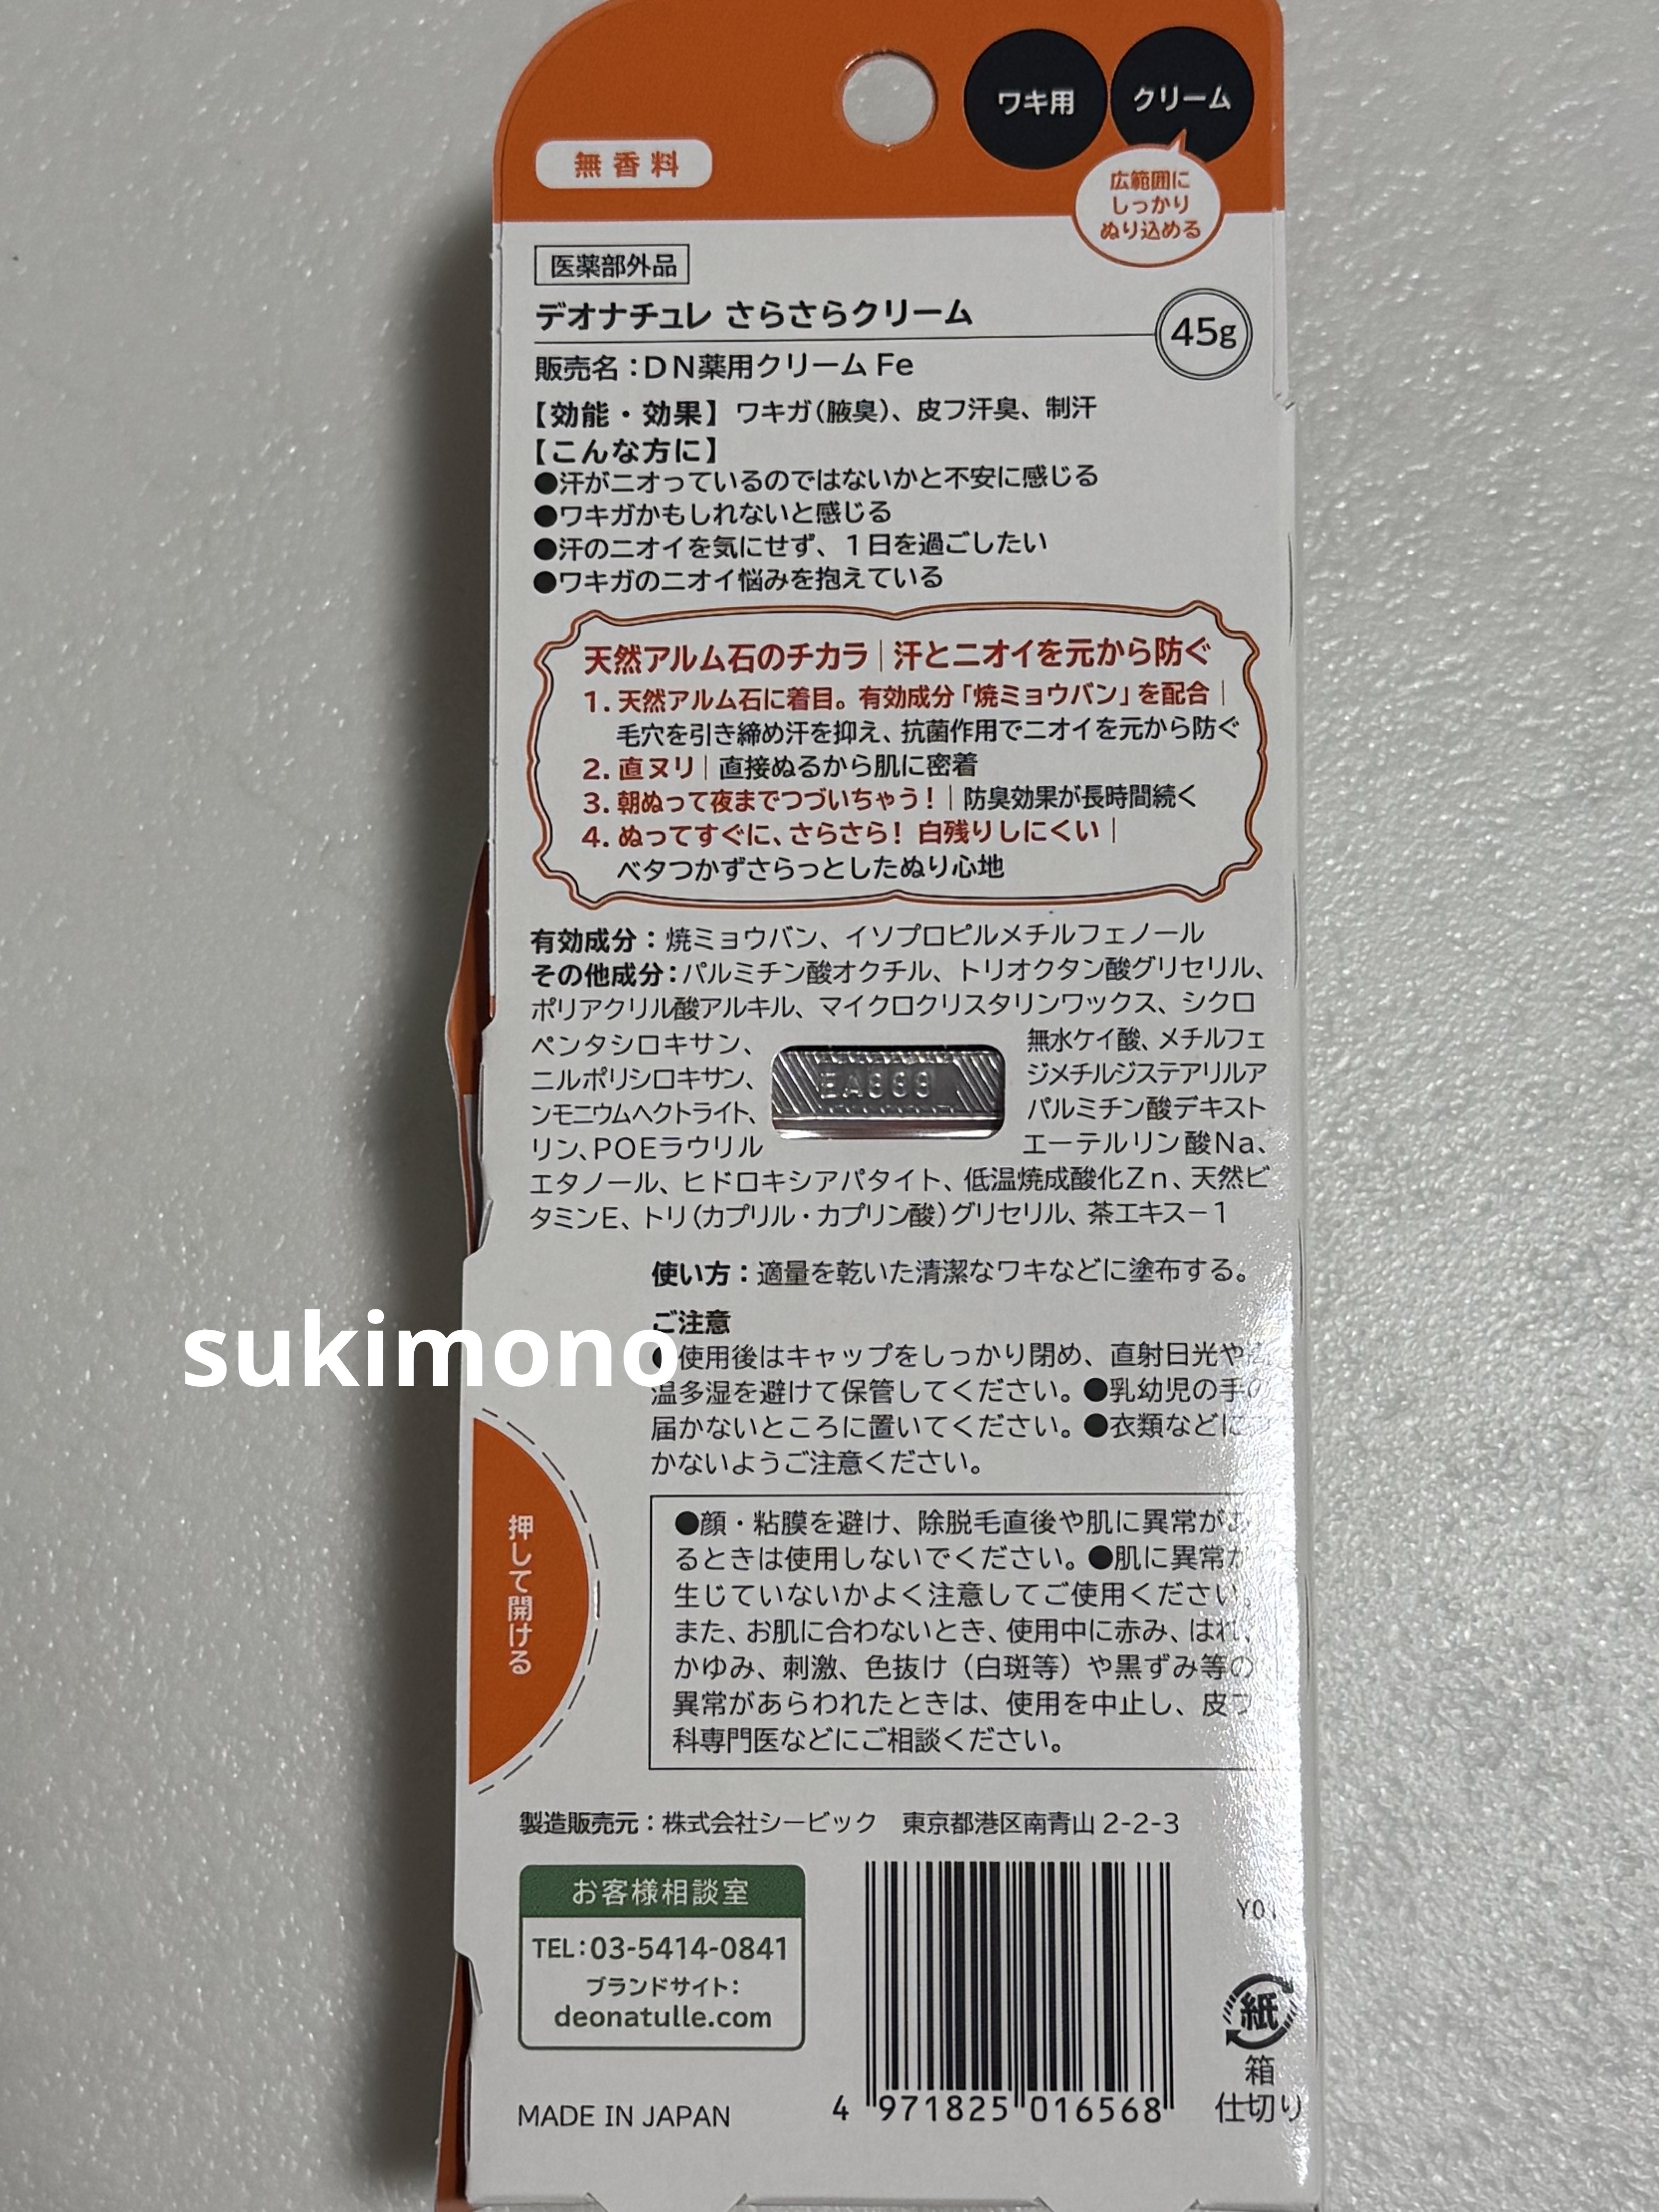 ワキ用
クリーム
無香料
広範囲に
しっかり
ぬり込める
医薬部外品
デオナチュレ さらさらクリーム
45g
販売名：DN薬用クリーム Fe
【効能・効果】ワキガ（腋臭）、皮フ汗臭、制汗
【こんな方に】
●汗がニオっているのではないかと不安に感じる
●ワキガかもしれないと感じる
●汗のニオイを気にせず、１日を過ごしたい
●ワキガのニオイ悩みを抱えている
天然アルム石のチカラ｜汗とニオイを元から防ぐ
1. 天然アルム石に着目。有効成分「焼ミョウバン」を配合｜
毛穴を引き締め汗を抑え、抗菌作用でニオイを元から防ぐ
2. 直ヌリ｜直接ぬるから肌に密着
3. 朝ぬって夜までつづいちゃう！｜防臭効果が長時間続く
4. ぬってすぐに、さらさら！ 白残りしにくい｜
ベタつかずさらっとしたぬり心地
有効成分：焼ミョウバン、イソプロピルメチルフェノール
その他成分：パルミチン酸オクチル、トリオクタン酸グリセリル、
ポリアクリル酸アルキル、マイクロクリスタリンワックス、シクロ
ペンタシロキサン、 無水ケイ酸、メチルフェ
ニルポリシロキサン、 ジメチルジステアリルア
ンモニウムヘクトライト、 パルミチン酸デキスト
リン、POEラウリル エーテルリン酸Na、
EA888
エタノール、ヒドロキシアパタイト、低温焼成酸化Zn、天然ビ
タミンE、トリ（カプリル・カプリン酸）グリセリル、茶エキス－1
使い方：適量を乾いた清潔なワキなどに塗布する。
ご注意
sukimono
使用後はキャップをしっかり閉め、直射日光や高
温多湿を避けて保管してください。●乳幼児の手の
届かないところに置いてください。●衣類などにつ
かないようご注意ください。
●顔・粘膜を避け、除脱毛直後や肌に異常があ
るときは使用しないでください。●肌に異常が
生じていないかよく注意してご使用ください。
また、お肌に合わないとき、使用中に赤み、はれ、
かゆみ、刺激、色抜け（白斑等）や黒ずみ等の
異常があらわれたときは、使用を中止し、皮フ
科専門医などにご相談ください。
押して開ける
製造販売元：株式会社シービック 東京都港区南青山 2-2-3
お客様相談室
TEL：03-5414-0841
ブランドサイト：
deonatulle.com
MADE IN JAPAN
4 971825 016568
Y01
紙
箱
仕切り